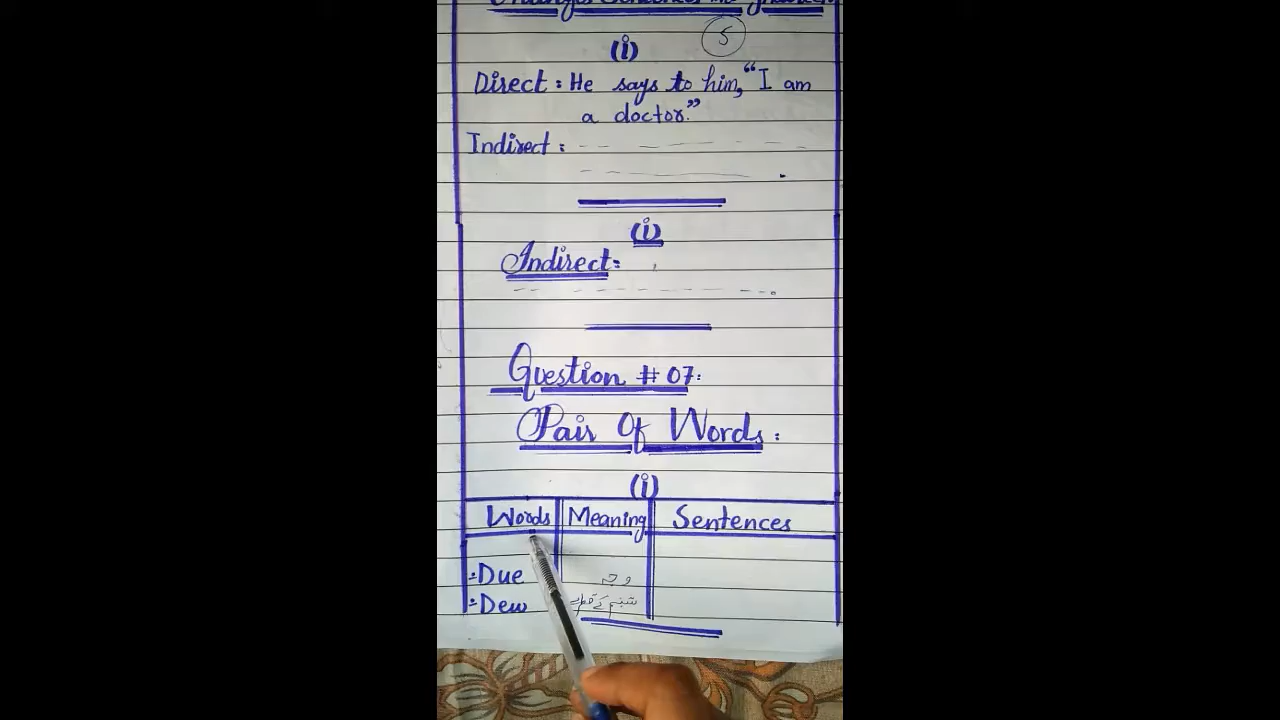 (i) 5
Direct : He says to him, “I am
a doctor.”
Indirect :
(i)
Indirect:
Question # 07:
Pair Of Words :
(i)
Words Meaning Sentences
:Due وجہ
:Dew شبنم کے قطرے